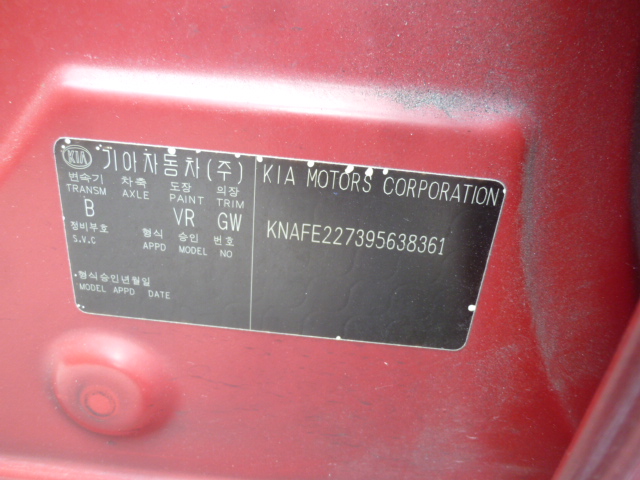 KIA 기아자동차(주)
변속기 차축 도장 의장
TRANSM AXLE PAINT TRIM
B VR GW
정비부호 형식 승인 번호
S.V.C APPD MODEL NO
형식승인년월일
MODEL APPD DATE
KIA MOTORS CORPORATION
KNAFE227395638361